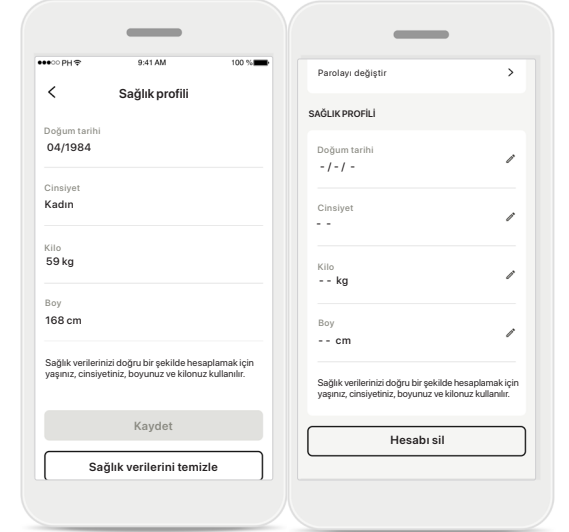 ●●●○○ PH 9:41 AM 100 %
Sağlık profili
Doğum tarihi
04/1984
Cinsiyet
Kadın
Kilo
59 kg
Boy
168 cm
Sağlık verilerinizi doğru bir şekilde hesaplamak için
yaşınız, cinsiyetiniz, boyunuz ve kilonuz kullanılır.
Kaydet
Sağlık verilerini temizle
Parolayı değiştir
SAĞLIK PROFİLİ
Doğum tarihi
- / - / -
Cinsiyet
- -
Kilo
- - kg
Boy
- - cm
Sağlık verilerinizi doğru bir şekilde hesaplamak için
yaşınız, cinsiyetiniz, boyunuz ve kilonuz kullanılır.
Hesabı sil